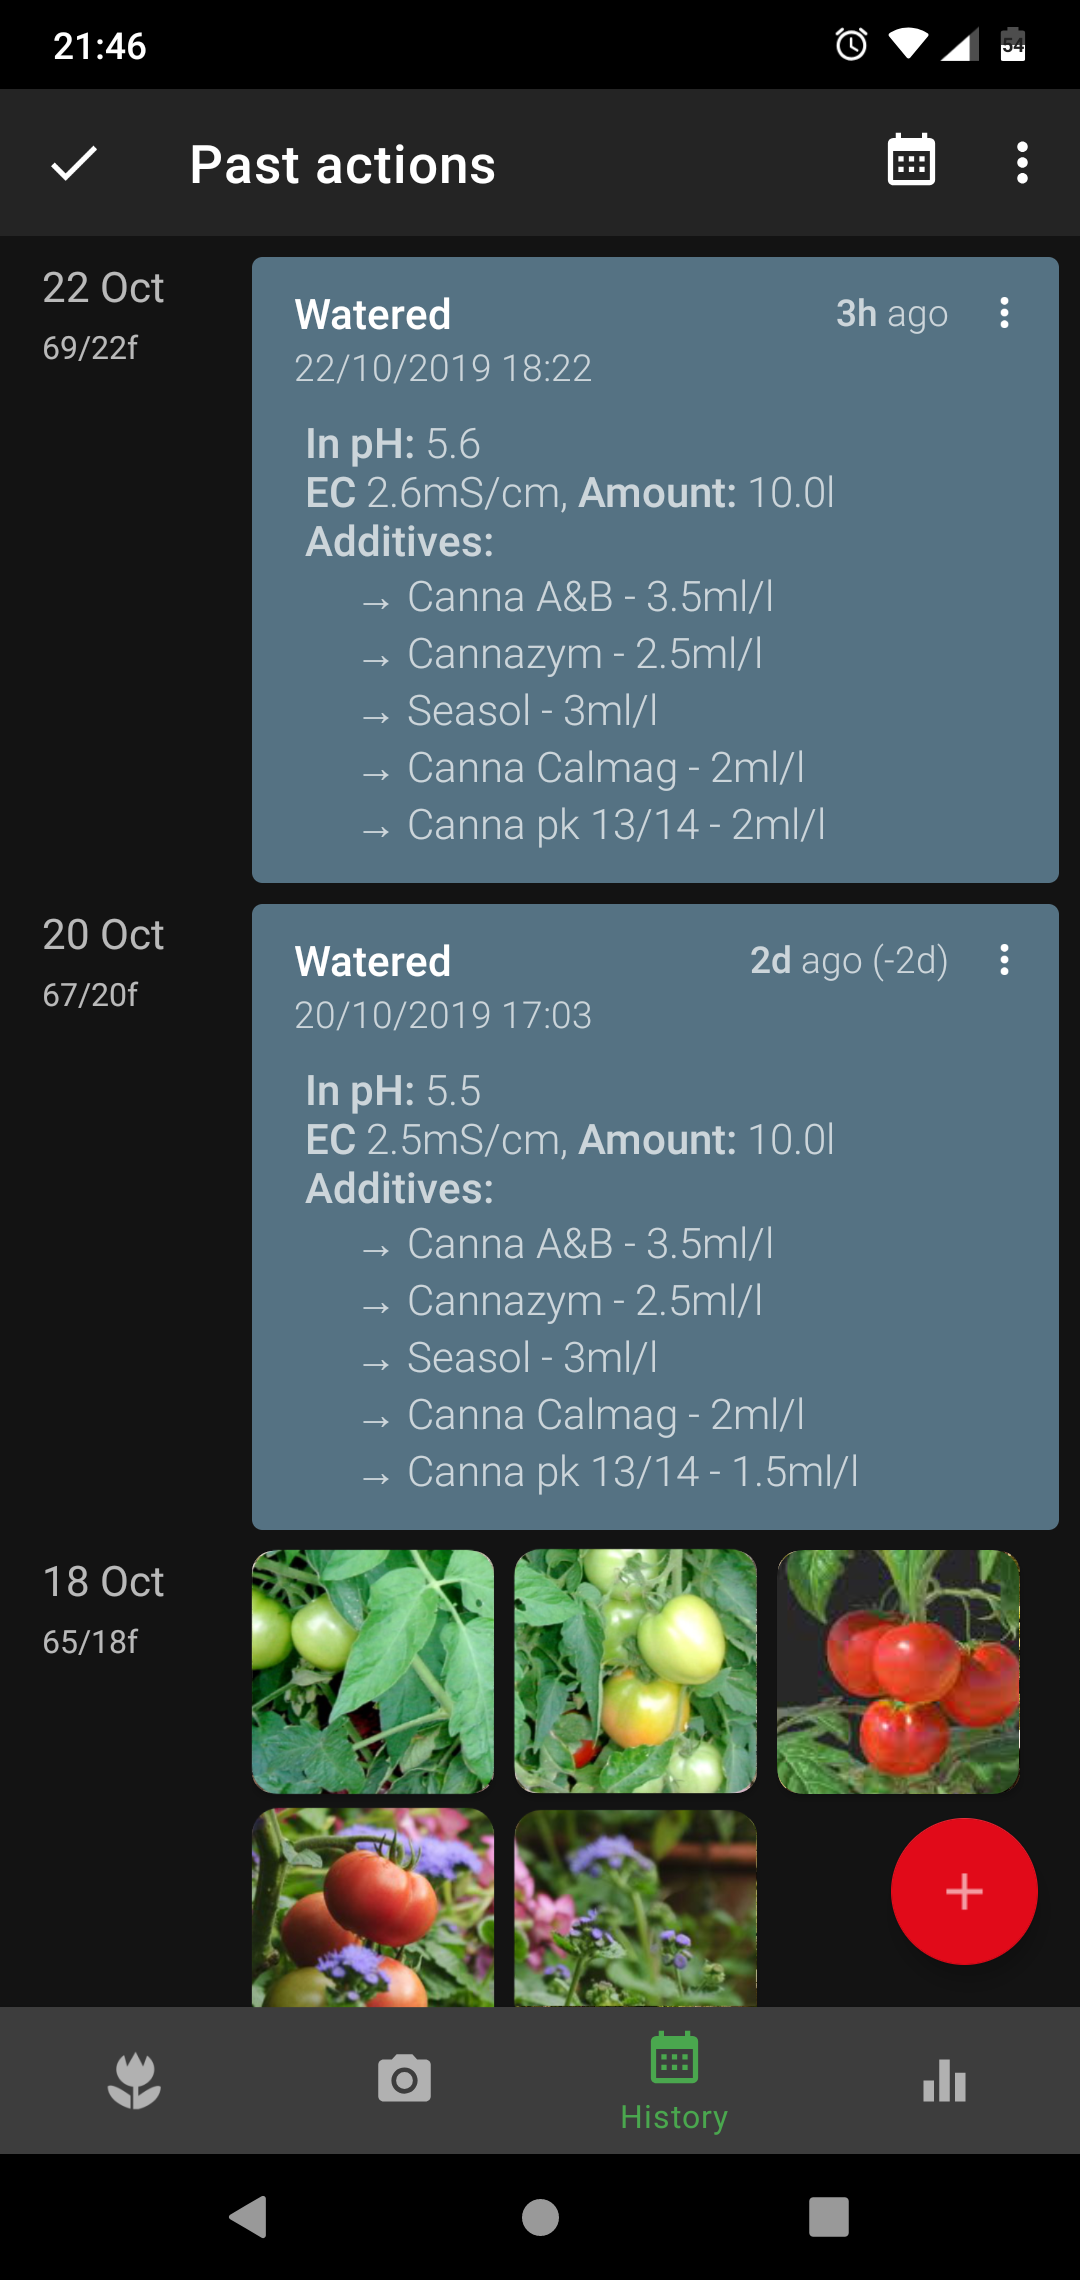 21:46
54
Past actions
22 Oct
69/22f
Watered
3h ago
22/10/2019 18:22
In pH: 5.6
EC 2.6mS/cm, Amount: 10.0l
Additives:
→ Canna A&B - 3.5ml/l
→ Cannazym - 2.5ml/l
→ Seasol - 3ml/l
→ Canna Calmag - 2ml/l
→ Canna pk 13/14 - 2ml/l
20 Oct
67/20f
Watered
2d ago (-2d)
20/10/2019 17:03
In pH: 5.5
EC 2.5mS/cm, Amount: 10.0l
Additives:
→ Canna A&B - 3.5ml/l
→ Cannazym - 2.5ml/l
→ Seasol - 3ml/l
→ Canna Calmag - 2ml/l
→ Canna pk 13/14 - 1.5ml/l
18 Oct
65/18f
History